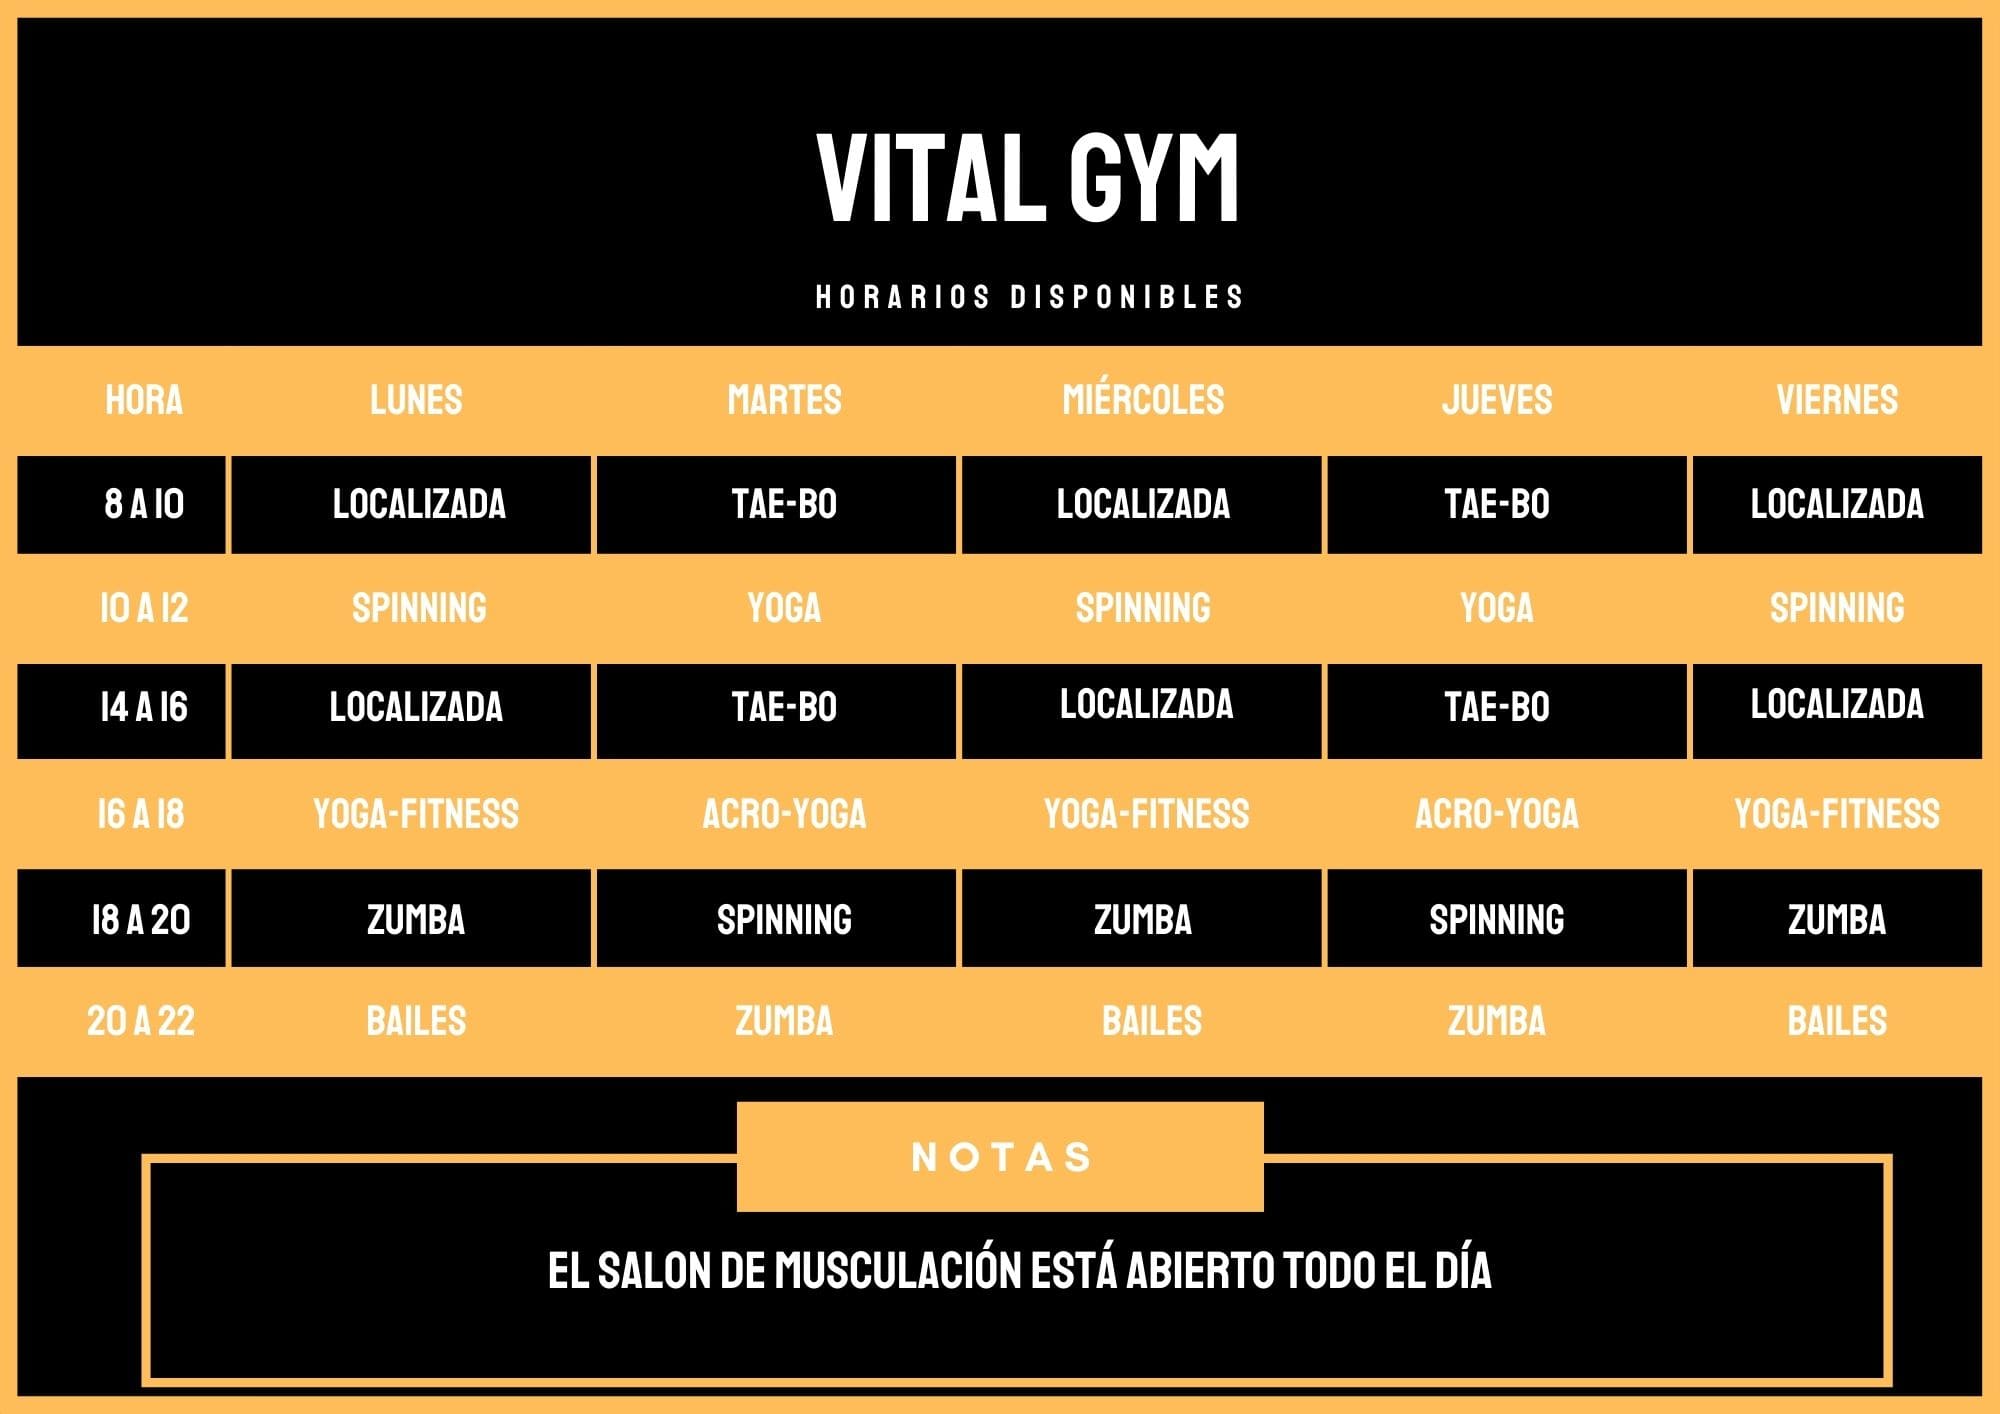 VITAL GYM
HORARIOS DISPONIBLES
HORA LUNES MARTES MIÉRCOLES JUEVES VIERNES
8 A 10 LOCALIZADA TAE-BO LOCALIZADA TAE-BO LOCALIZADA
10 A 12 SPINNING YOGA SPINNING YOGA SPINNING
14 A 16 LOCALIZADA TAE-BO LOCALIZADA TAE-BO LOCALIZADA
16 A 18 YOGA-FITNESS ACRO-YOGA YOGA-FITNESS ACRO-YOGA YOGA-FITNESS
18 A 20 ZUMBA SPINNING ZUMBA SPINNING ZUMBA
20 A 22 BAILES ZUMBA BAILES ZUMBA BAILES
NOTAS
EL SALON DE MUSCULACIÓN ESTÁ ABIERTO TODO EL DÍA